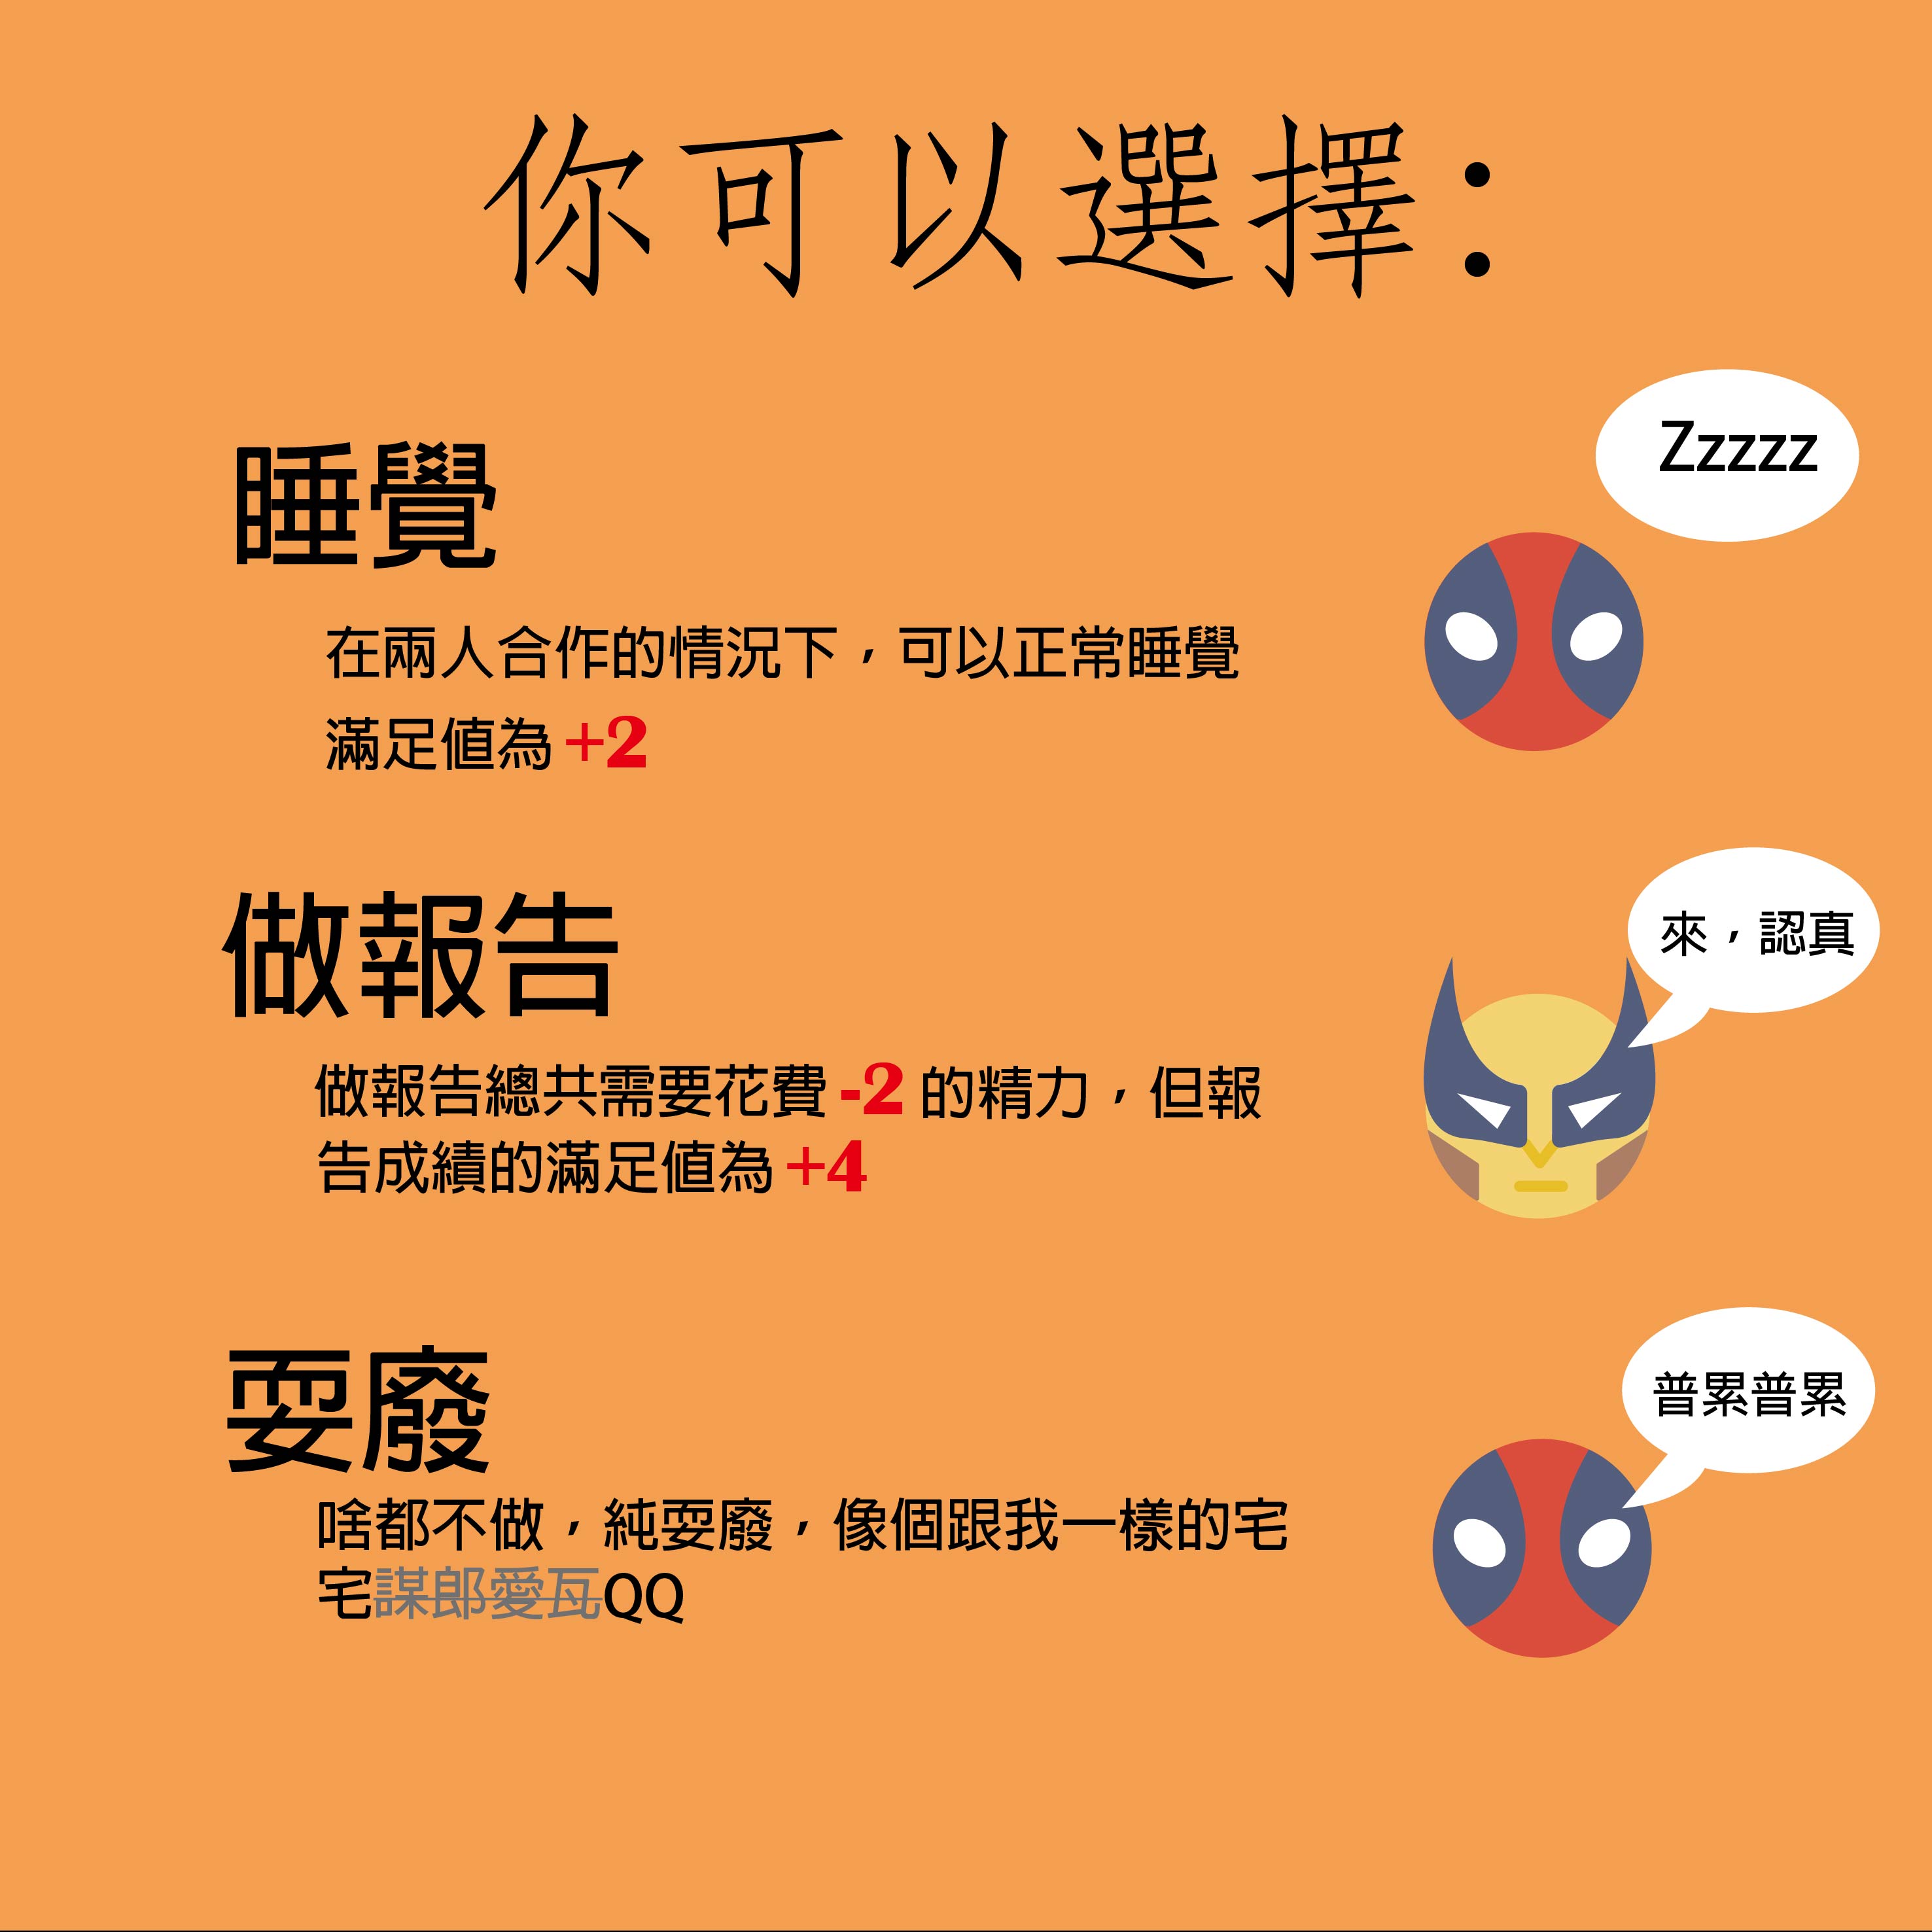 你可以選擇：
Zzzzzz
睡覺
在兩人合作的情況下，可以正常睡覺
滿足值為 +2
來，認真
做報告
做報告總共需要花費 -2 的精力，但報
告成績的滿足值為 +4
普累普累
耍廢
啥都不做，純耍廢，像個跟我一樣的宅
宅謀郎愛瓦QQ